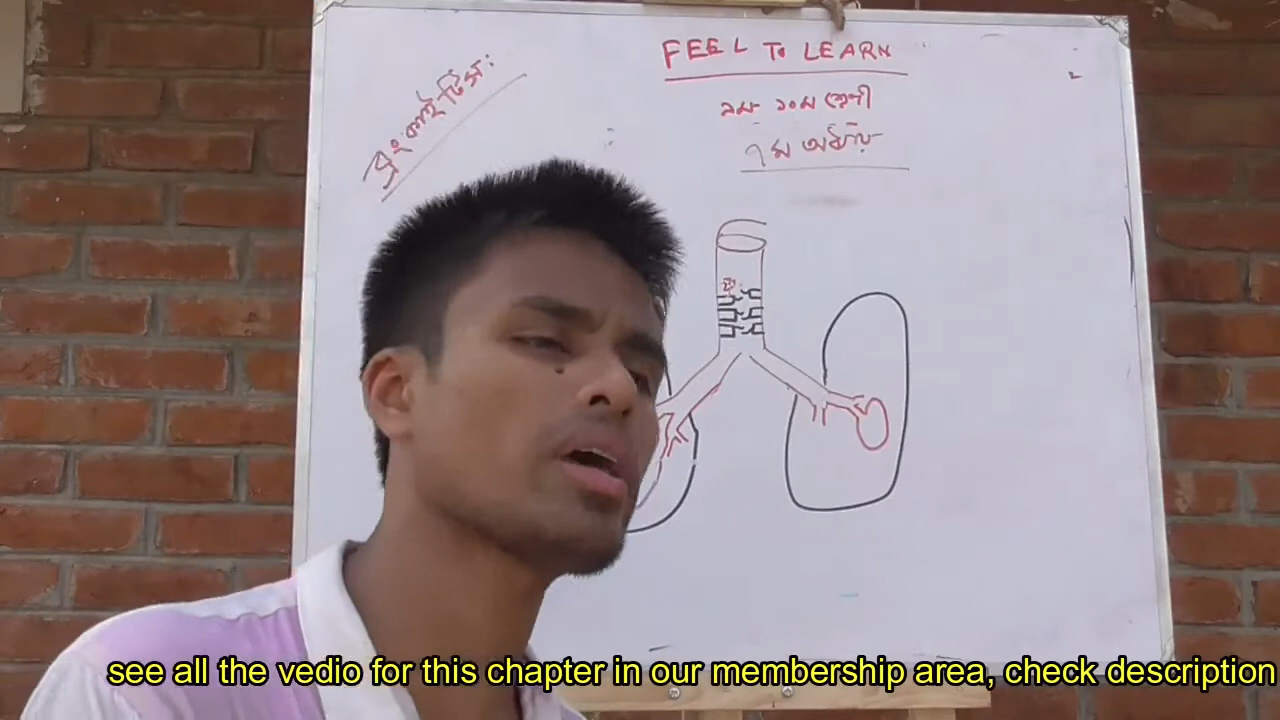 ব্রংকাইটিস:
FEEL To LEARN
৯ম ১০ম শ্রেণী
৭ম অধ্যায়
see all the vedio for this chapter in our membership area, check description